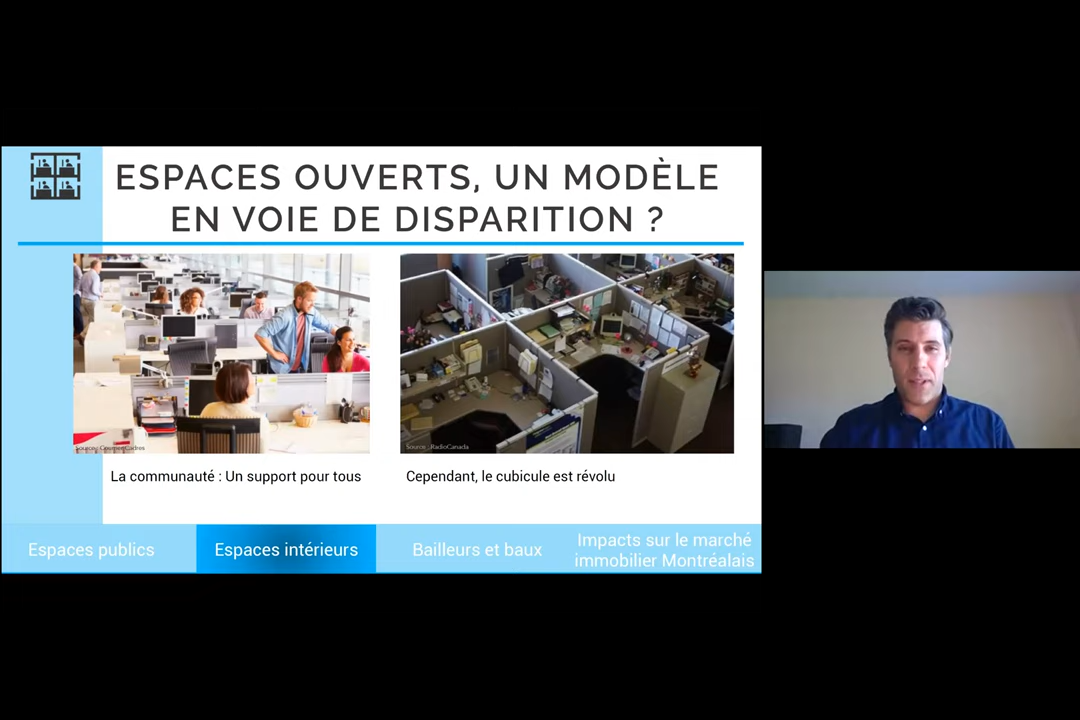 ESPACES OUVERTS, UN MODÈLE
EN VOIE DE DISPARITION ?
Source : RadioCanada
La communauté : Un support pour tous
Cependant, le cubicule est révolu
Espaces publics
Espaces intérieurs
Bailleurs et baux
Impacts sur le marché
immobilier Montréalais